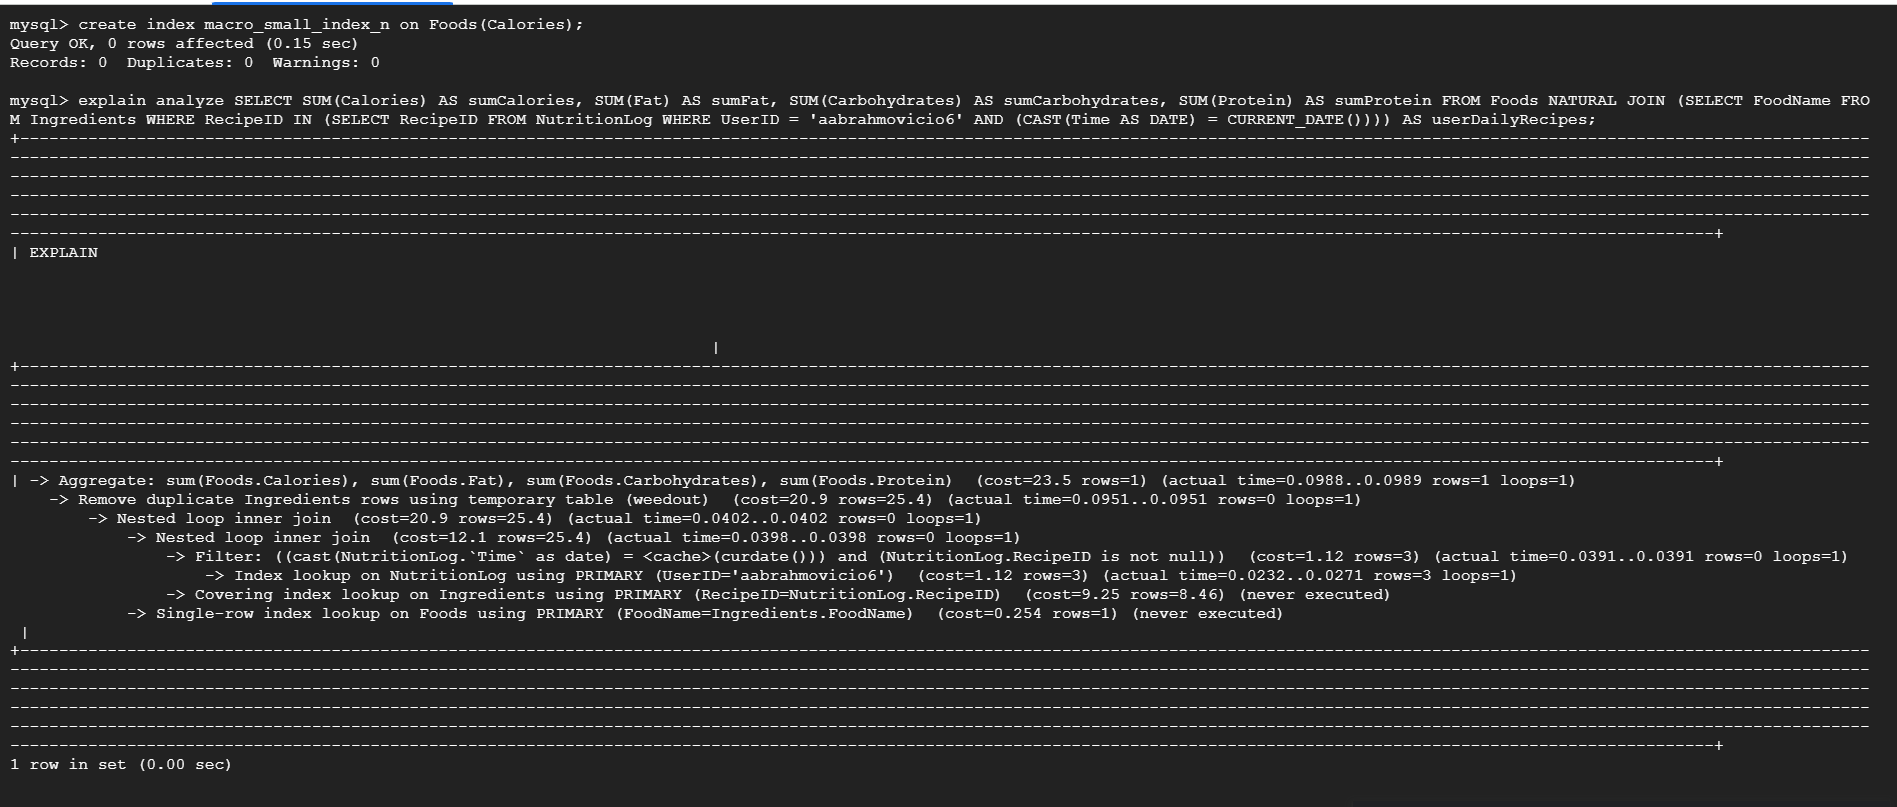 mysql> create index macro_small_index_n on Foods(Calories);
Query OK, 0 rows affected (0.15 sec)
Records: 0  Duplicates: 0  Warnings: 0
mysql> explain analyze SELECT SUM(Calories) AS sumCalories, SUM(Fat) AS sumFat, SUM(Carbohydrates) AS sumCarbohydrates, SUM(Protein) AS sumProtein FROM Foods NATURAL JOIN (SELECT FoodName FRO
M Ingredients WHERE RecipeID IN (SELECT RecipeID FROM NutritionLog WHERE UserID = 'aabrahmovicio6' AND (CAST(Time AS DATE) = CURRENT_DATE()))) AS userDailyRecipes;
| EXPLAIN
|
| -> Aggregate: sum(Foods.Calories), sum(Foods.Fat), sum(Foods.Carbohydrates), sum(Foods.Protein)  (cost=23.5 rows=1) (actual time=0.0988..0.0989 rows=1 loops=1)
    -> Remove duplicate Ingredients rows using temporary table (weedout)  (cost=20.9 rows=25.4) (actual time=0.0951..0.0951 rows=0 loops=1)
        -> Nested loop inner join  (cost=20.9 rows=25.4) (actual time=0.0402..0.0402 rows=0 loops=1)
            -> Nested loop inner join  (cost=12.1 rows=25.4) (actual time=0.0398..0.0398 rows=0 loops=1)
                -> Filter: ((cast(NutritionLog.`Time` as date) = <cache>(curdate())) and (NutritionLog.RecipeID is not null))  (cost=1.12 rows=3) (actual time=0.0391..0.0391 rows=0 loops=1)
                    -> Index lookup on NutritionLog using PRIMARY (UserID='aabrahmovicio6')  (cost=1.12 rows=3) (actual time=0.0232..0.0271 rows=3 loops=1)
                -> Covering index lookup on Ingredients using PRIMARY (RecipeID=NutritionLog.RecipeID)  (cost=9.25 rows=8.46) (never executed)
            -> Single-row index lookup on Foods using PRIMARY (FoodName=Ingredients.FoodName)  (cost=0.254 rows=1) (never executed)
|
1 row in set (0.00 sec)